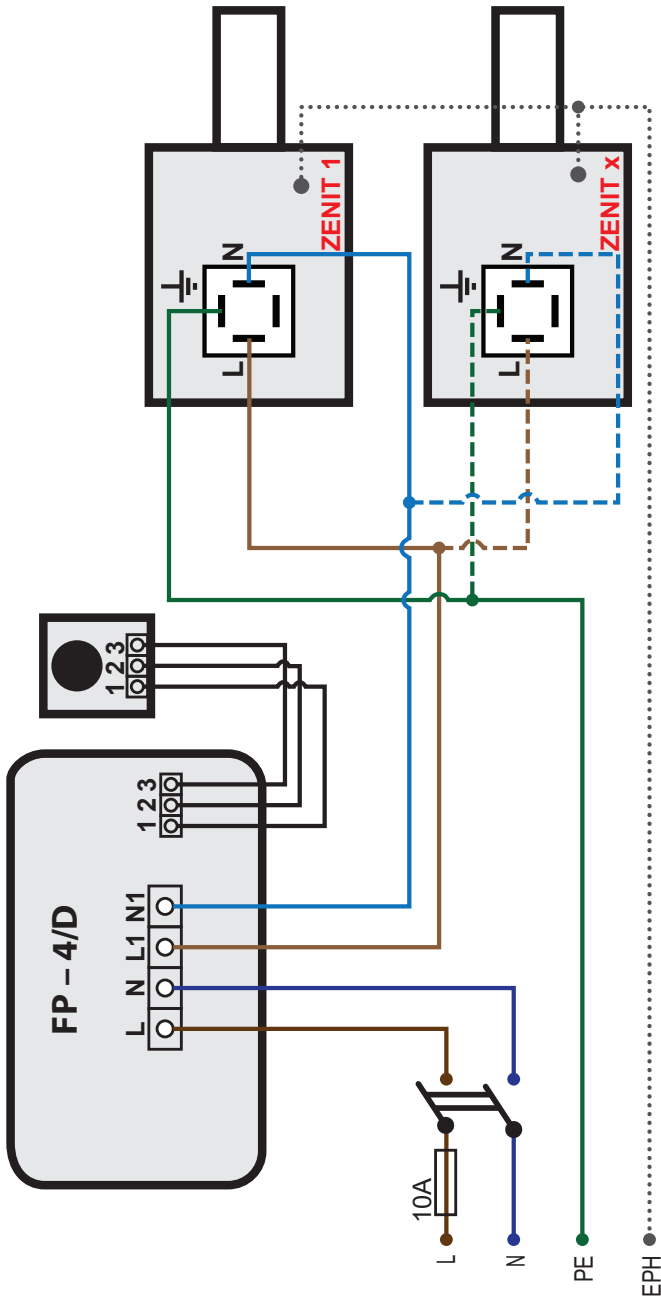 FP – 4/D
L N L1 N1
1 2 3
1 2 3
L N
ZENIT 1
L N
ZENIT x
10A
L
N
PE
EPH